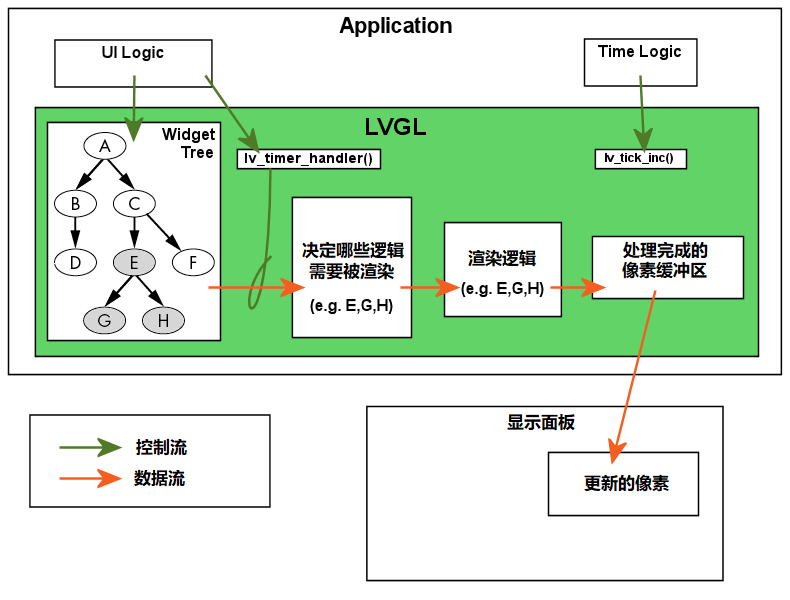 Application
UI Logic
Time Logic
LVGL
Widget
Tree
lv_timer_handler()
lv_tick_inc()
A
B
C
D
E
F
G
H
决定哪些逻辑
需要被渲染
(e.g. E,G,H)
渲染逻辑
(e.g. E,G,H)
处理完成的
像素缓冲区
控制流
数据流
显示面板
更新的像素